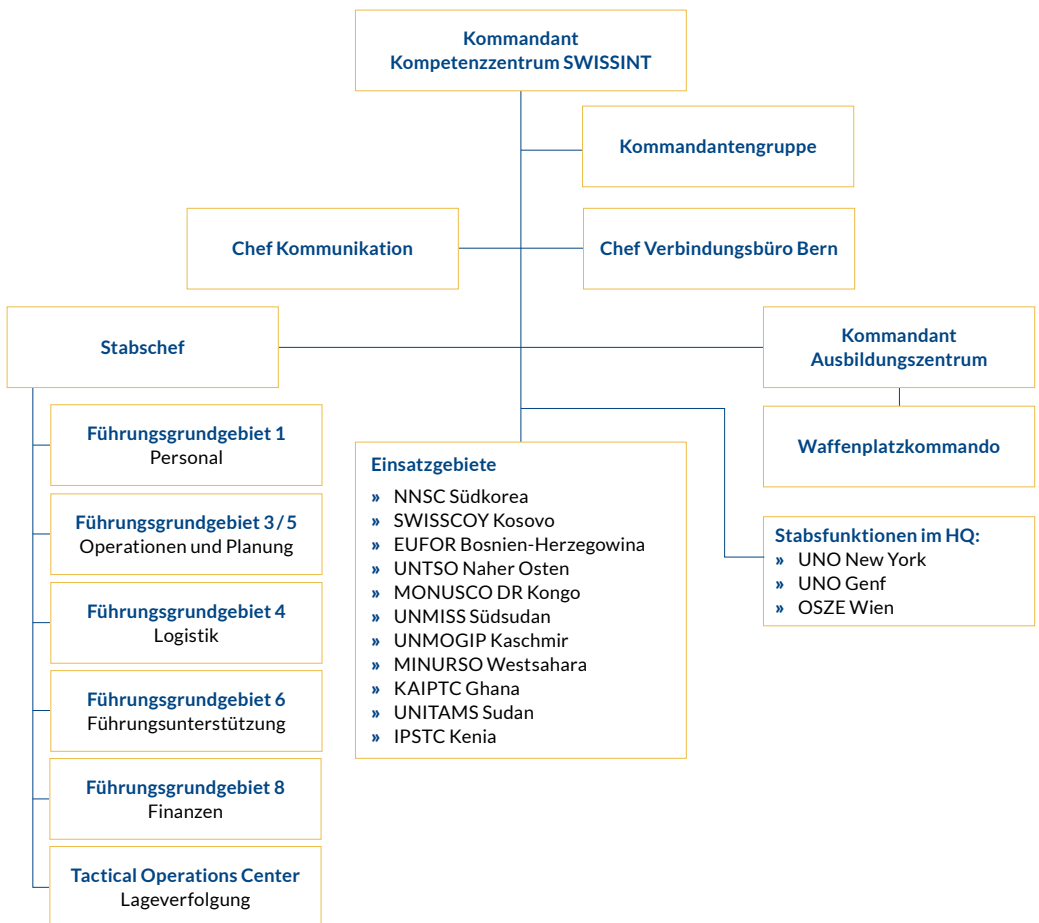 Kommandant
Kompetenzzentrum SWISSINT
Kommandantengruppe
Chef Kommunikation
Chef Verbindungsbüro Bern
Stabschef
Kommandant
Ausbildungszentrum
Führungsgrundgebiet 1
Personal
Führungsgrundgebiet 3 / 5
Operationen und Planung
Führungsgrundgebiet 4
Logistik
Führungsgrundgebiet 6
Führungsunterstützung
Führungsgrundgebiet 8
Finanzen
Tactical Operations Center
Lageverfolgung
Einsatzgebiete
» NNSC Südkorea
» SWISSCOY Kosovo
» EUFOR Bosnien-Herzegowina
» UNTSO Naher Osten
» MONUSCO DR Kongo
» UNMISS Südsudan
» UNMOGIP Kaschmir
» MINURSO Westsahara
» KAIPTC Ghana
» UNITAMS Sudan
» IPSTC Kenia
Waffenplatzkommando
Stabsfunktionen im HQ:
» UNO New York
» UNO Genf
» OSZE Wien